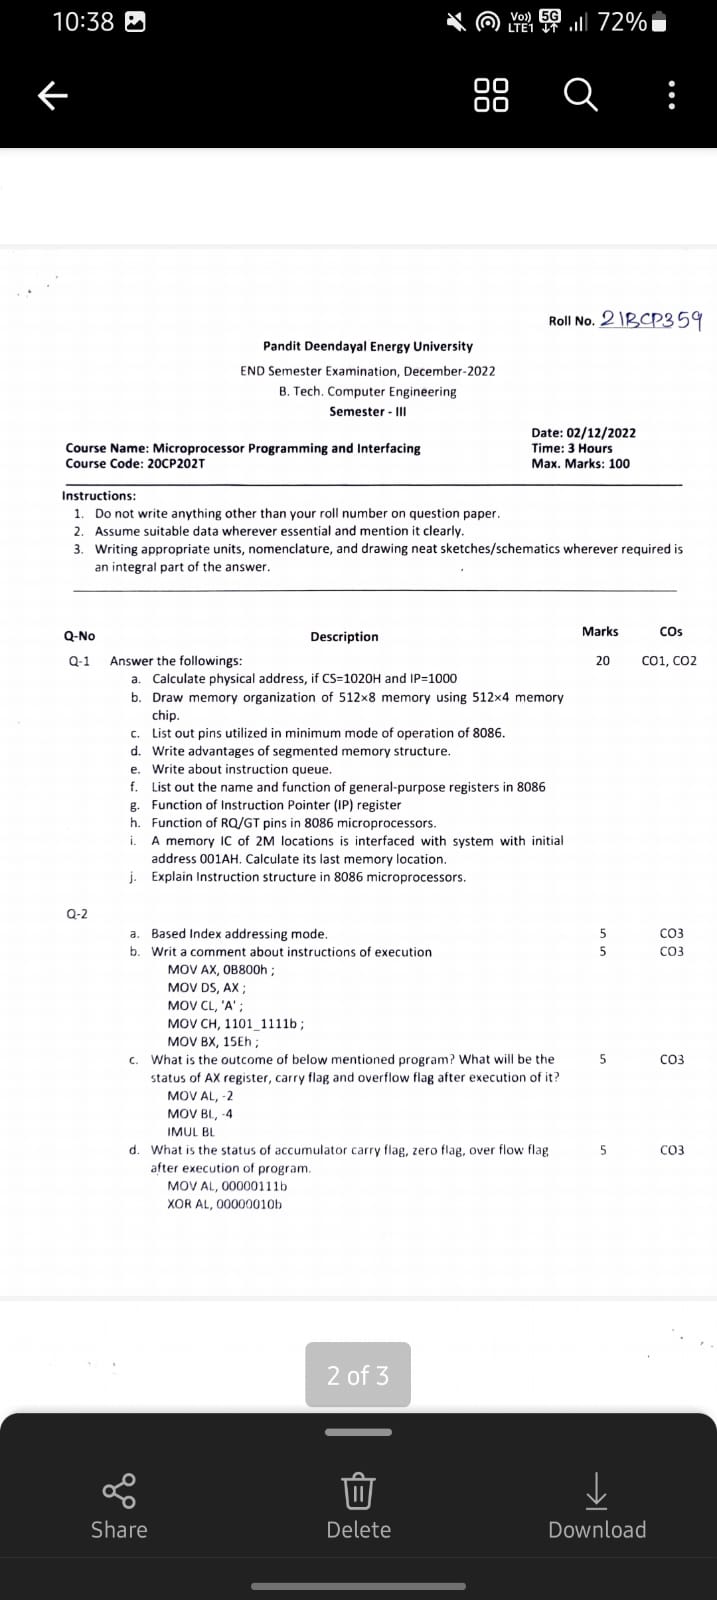 10:38
Vo)) LTE1 5G 72%
Roll No. 21BCP359
Pandit Deendayal Energy University
END Semester Examination, December-2022
B. Tech. Computer Engineering
Semester - III
Date: 02/12/2022
Course Name: Microprocessor Programming and Interfacing Time: 3 Hours
Course Code: 20CP202T Max. Marks: 100
Instructions:
1. Do not write anything other than your roll number on question paper.
2. Assume suitable data wherever essential and mention it clearly.
3. Writing appropriate units, nomenclature, and drawing neat sketches/schematics wherever required is
an integral part of the answer.
Q-No Description Marks COs
Q-1 Answer the followings: 20 CO1, CO2
a. Calculate physical address, if CS=1020H and IP=1000
b. Draw memory organization of 512×8 memory using 512×4 memory
chip.
c. List out pins utilized in minimum mode of operation of 8086.
d. Write advantages of segmented memory structure.
e. Write about instruction queue.
f. List out the name and function of general-purpose registers in 8086
g. Function of Instruction Pointer (IP) register
h. Function of RQ/GT pins in 8086 microprocessors.
i. A memory IC of 2M locations is interfaced with system with initial
address 001AH. Calculate its last memory location.
j. Explain Instruction structure in 8086 microprocessors.
Q-2
a. Based Index addressing mode. 5 CO3
b. Writ a comment about instructions of execution 5 CO3
MOV AX, 0B800h ;
MOV DS, AX ;
MOV CL, 'A' ;
MOV CH, 1101_1111b ;
MOV BX, 15Eh ;
c. What is the outcome of below mentioned program? What will be the 5 CO3
status of AX register, carry flag and overflow flag after execution of it?
MOV AL, -2
MOV BL, -4
IMUL BL
d. What is the status of accumulator carry flag, zero flag, over flow flag 5 CO3
after execution of program.
MOV AL, 00000111b
XOR AL, 00000010b
2 of 3
Share Delete Download